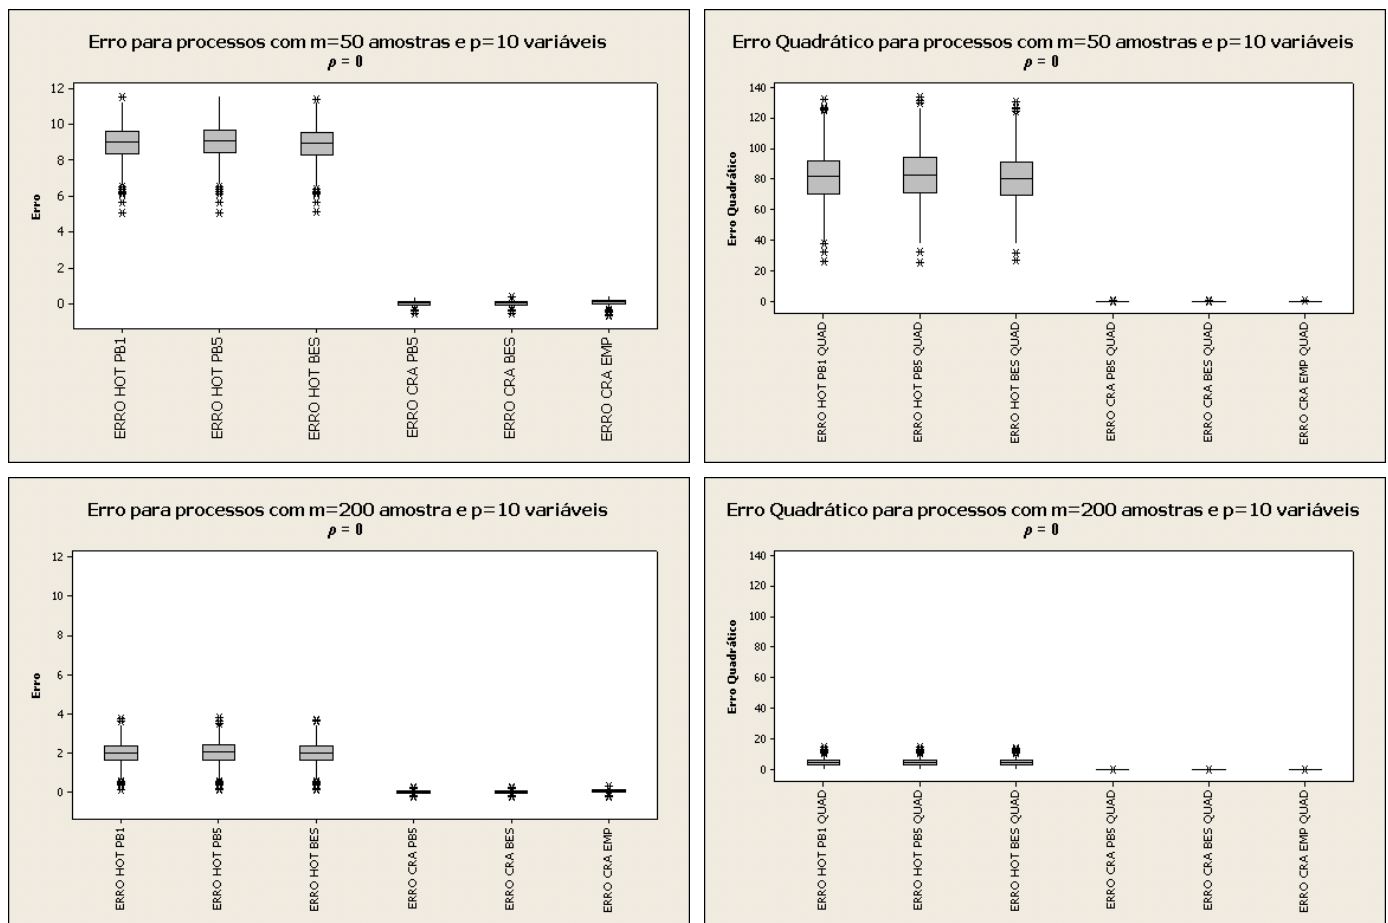 Erro para processos com m=50 amostras e p=10 variáveis
ρ = 0
Erro
12
10
8
6
4
2
0
ERRO HOT PB1
ERRO HOT PB5
ERRO HOT BES
ERRO CRA PB5
ERRO CRA BES
ERRO CRA EMP
Erro Quadrático para processos com m=50 amostras e p=10 variáveis
ρ = 0
Erro Quadrático
140
120
100
80
60
40
20
0
ERRO HOT PB1 QUAD
ERRO HOT PB5 QUAD
ERRO HOT BES QUAD
ERRO CRA PB5 QUAD
ERRO CRA BES QUAD
ERRO CRA EMP QUAD
Erro para processos com m=200 amostra e p=10 variáveis
ρ = 0
Erro
12
10
8
6
4
2
0
ERRO HOT PB1
ERRO HOT PB5
ERRO HOT BES
ERRO CRA PB5
ERRO CRA BES
ERRO CRA EMP
Erro Quadrático para processos com m=200 amostras e p=10 variáveis
ρ = 0
Erro Quadrático
140
120
100
80
60
40
20
0
ERRO HOT PB1 QUAD
ERRO HOT PB5 QUAD
ERRO HOT BES QUAD
ERRO CRA PB5 QUAD
ERRO CRA BES QUAD
ERRO CRA EMP QUAD